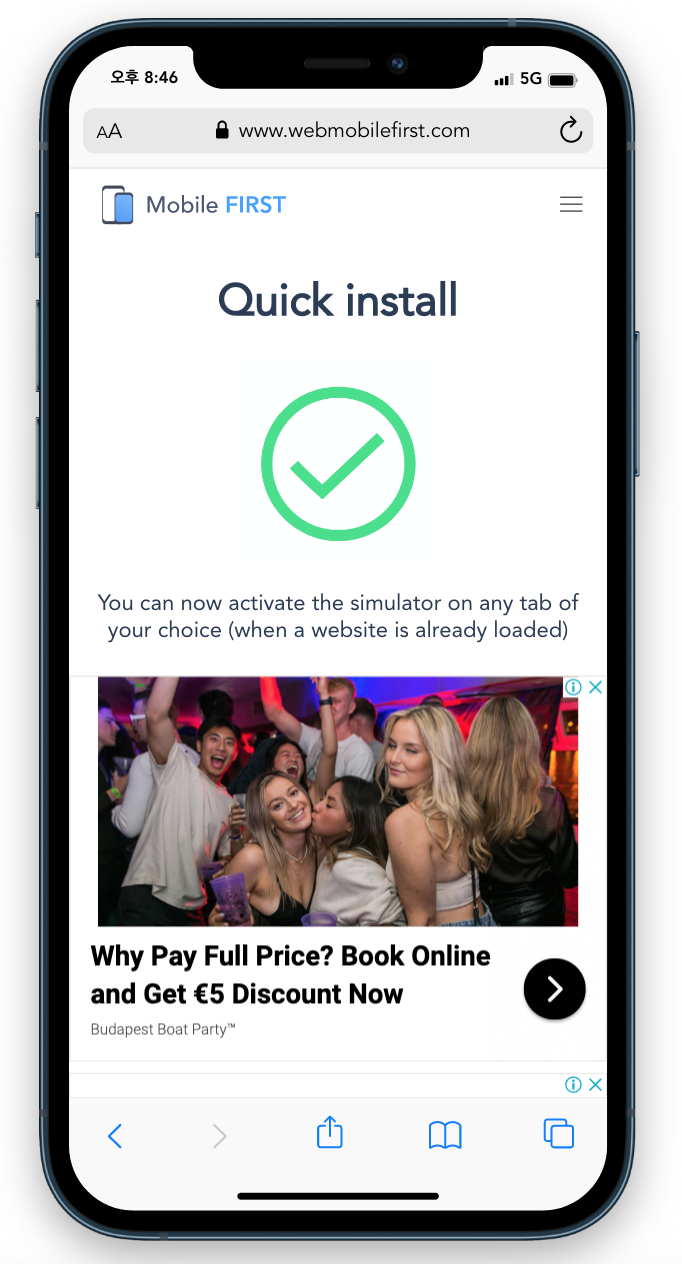 오후 8:46
5G
AA
www.webmobilefirst.com
Mobile FIRST
Quick install
You can now activate the simulator on any tab of
your choice (when a website is already loaded)
Why Pay Full Price? Book Online
and Get €5 Discount Now
Budapest Boat Party™